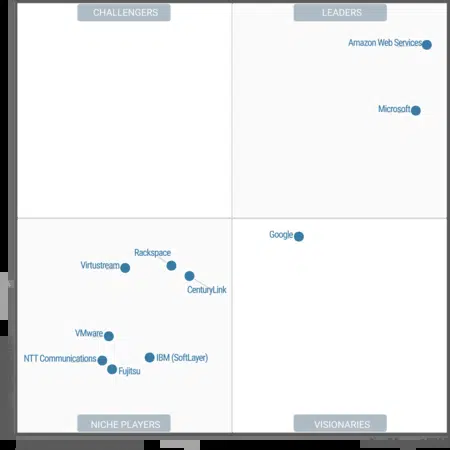 CHALLENGERS
LEADERS
Amazon Web Services
Microsoft
Google
Rackspace
Virtustream
CenturyLink
VMware
NTT Communications
IBM (SoftLayer)
Fujitsu
NICHE PLAYERS
VISIONARIES